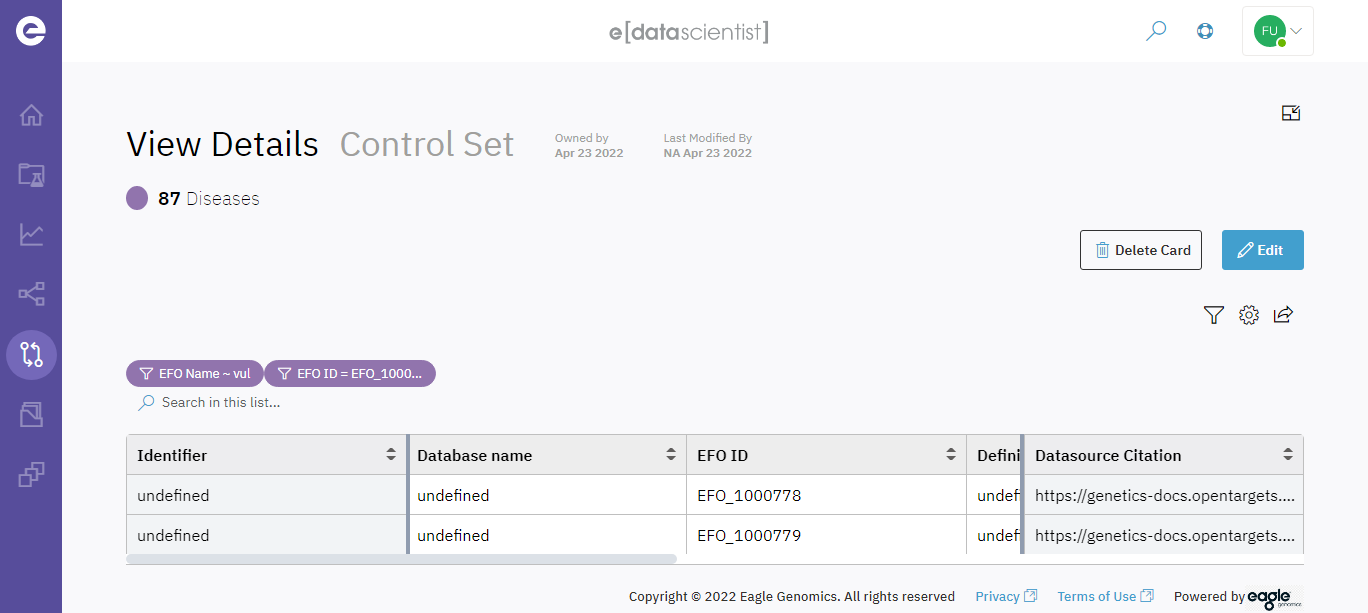 e[datascientist]
FU
View Details Control Set
Owned by
Apr 23 2022
Last Modified By
NA Apr 23 2022
87 Diseases
Delete Card
Edit
EFO Name ~ vul
EFO ID = EFO_1000...
Search in this list...
Identifier Database name EFO ID Defini Datasource Citation
undefined undefined EFO_1000778 undef https://genetics-docs.opentargets....
undefined undefined EFO_1000779 undef https://genetics-docs.opentargets....
Copyright © 2022 Eagle Genomics. All rights reserved Privacy Terms of Use Powered by eagle genomics